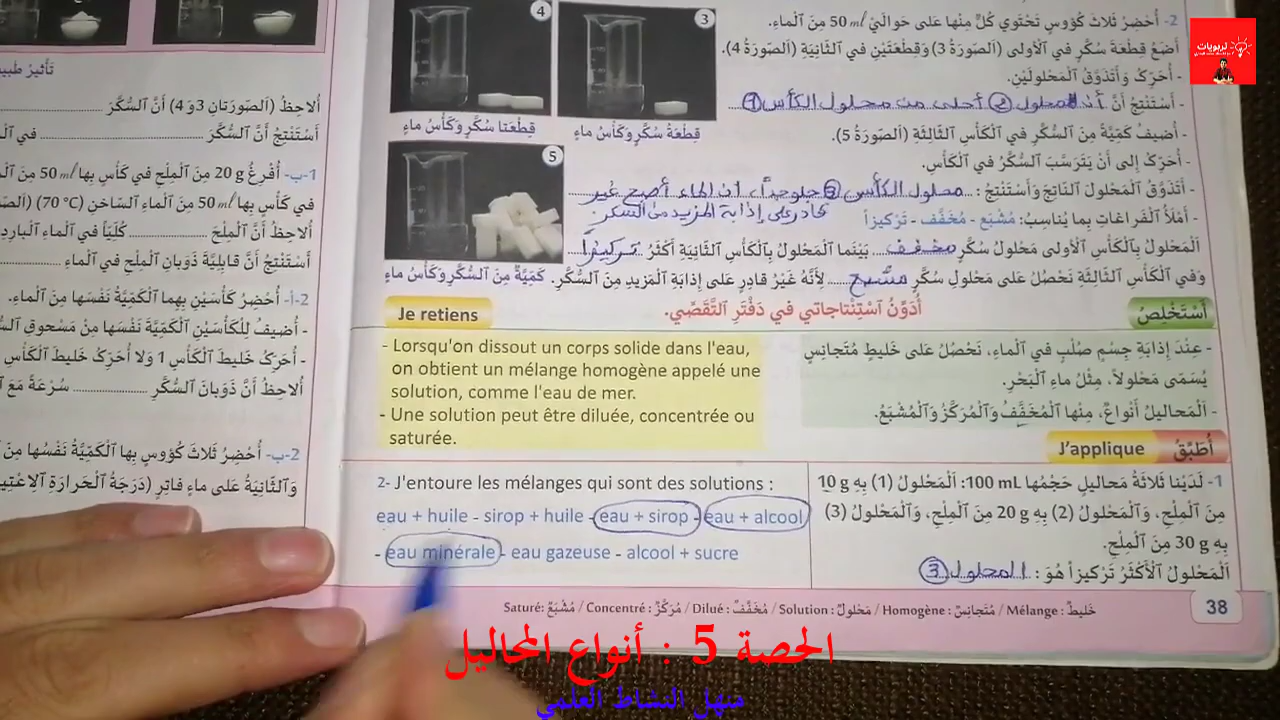 تربويات
2- أُحْضِرُ ثَلاثَ كُؤوسٍ تَحْتَوِي كُلٌّ مِنْها عَلى حَوالَيْ 50 ml مِنَ ٱلْماءِ.
أَضَعُ قِطْعَةَ سُكَّرٍ في ٱلْأولى (ٱلصّورَةُ 3) وَقِطْعَتَيْنِ في ٱلثّانِيَةِ (ٱلصّورَةُ 4).
- أُحَرِّكُ وَأَتَذَوَّقُ ٱلْمَحْلولَيْنِ.
- أَسْتَنْتِجُ أَنَّ أن المحلول 2 أحلى من محلول الكأس 1
- أُضيفُ كَمِّيَّةً مِنَ ٱلسُّكَّرِ في ٱلْكَأْسِ ٱلثّالِثَةِ (ٱلصّورَةُ 5).
- أُحَرِّكُ إِلى أَنْ يَتَرَسَّبَ ٱلسُّكَّرُ في ٱلْكَأْسِ.
- أَتَذَوَّقُ ٱلْمَحْلولَ ٱلنّاتِجَ وَأَسْتَنْتِجُ: محلول الكأس 3 حلو جدا، لأن الماء أصبح غير
قادر على إذابة المزيد من السكر
- أَمْلَأُ ٱلْفَراغاتِ بِما يُناسِبُ: مُشْبَعٍ - مُخَفَّفٍ - تَرْكيزاً
ٱلْمَحْلولُ بِٱلْكَأْسِ ٱلْأولى مَحْلولُ سُكَّرٍ مخفف بَيْنَما ٱلْمَحْلولُ بِٱلْكَأْسِ ٱلثّانِيَةِ أَكْثَرُ تركيزا
وَفي ٱلْكَأْسِ ٱلثّالِثَةِ نَحْصُلُ عَلى مَحْلولِ سُكَّرٍ مشبع لِأَنَّهُ غَيْرُ قادِرٍ عَلى إِذابَةِ ٱلْمَزيدِ مِنَ ٱلسُّكَّرِ.
4
3
قِطْعَتا سُكَّرٍ وَكَأْسُ ماءٍ
قِطْعَةُ سُكَّرٍ وَكَأْسُ ماءٍ
5
كَمِّيَّةٌ مِنَ ٱلسُّكَّرِ وَكَأْسُ ماءٍ
أُدَوِّنُ ٱسْتِنْتاجاتي في دَفْتَرِ ٱلتَّقَصّي.
أَسْتَخْلِصُ
- عِنْدَ إِذابَةِ جِسْمٍ صُلْبٍ في ٱلْماءِ، نَحْصُلُ عَلى خَليطٍ مُتَجانِسٍ
يُسَمّى مَحْلولاً، مِثْلُ ماءِ ٱلْبَحْرِ.
- ٱلْمَحاليلُ أَنْواعٌ، مِنْها ٱلْمُخَفَّفُ وَٱلْمُرَكَّزُ وَٱلْمُشْبَعُ.
Je retiens
- Lorsqu'on dissout un corps solide dans l'eau,
on obtient un mélange homogène appelé une
solution, comme l'eau de mer.
- Une solution peut être diluée, concentrée ou
saturée.
أُطَبِّقُ J'applique
1- لَدَيْنا ثَلاثَةُ مَحاليلَ حَجْمُها 100 mL: اَلْمَحْلولُ (1) بِهِ 10 g
مِنَ ٱلْمِلْحِ، وَٱلْمَحْلولُ (2) بِهِ 20 g مِنَ ٱلْمِلْحِ، وَٱلْمَحْلولُ (3)
بِهِ 30 g مِنَ ٱلْمِلْحِ.
اَلْمَحْلولُ ٱلْأَكْثَرُ تَرْكيزاً هُوَ: المحلول 3
2- J'entoure les mélanges qui sont des solutions :
eau + huile - sirop + huile - eau + sirop - eau + alcool
- eau minérale - eau gazeuse - alcool + sucre
خَليطٌ : Mélange / مُتَجانِسٌ : Homogène / مَحْلولٌ : Solution / مُخَفَّفٌ : Dilué / مُرَكَّزٌ : Concentré / مُشْبَعٌ : Saturé
38
أُلاحِظُ (اَلصّورَتانِ 3 و 4) أَنَّ ٱلسُّكَّرَ
أَسْتَنْتِجُ أَنَّ ٱلسُّكَّرَ في
1-ب- أُفْرِغُ 20 g مِنَ ٱلْمِلْحِ في كَأْسٍ بِها 50 ml مِنَ
في كَأْسٍ بِها 50 ml مِنَ ٱلْماءِ ٱلسّاخِنِ (70 °C)
أُلاحِظُ أَنَّ ٱلْمِلْحَ كُلِّيّاً في ٱلْماءِ ٱلْبارِدِ
أَسْتَنْتِجُ أَنَّ قابِلِيَّةَ ذَوَبانِ ٱلْمِلْحِ في ٱلْماءِ
2-أ- أُحْضِرُ كَأْسَيْنِ بِهِما ٱلْكَمِّيَّةُ نَفْسُها مِنَ ٱلْماءِ.
- أُضيفُ لِلْكَأْسَيْنِ ٱلْكَمِّيَّةَ نَفْسَها مِنْ مَسْحوقِ
- أُحَرِّكُ خَليطَ ٱلْكَأْسِ 1 وَلا أُحَرِّكُ خَليطَ ٱلْكَأْسِ
أُلاحِظُ أَنَّ ذَوَبانَ ٱلسُّكَّرِ سُرْعَةً مَعَ
2-ب- أُحْضِرُ ثَلاثَ كُؤوسٍ بِها ٱلْكَمِّيَّةُ نَفْسُها مِنَ
وَٱلثّانِيَةُ عَلى ماءٍ فاتِرٍ (دَرَجَةُ ٱلْحَرارَةِ
الحصة 5 : أنواع المحاليل
منهل النشاط العلمي